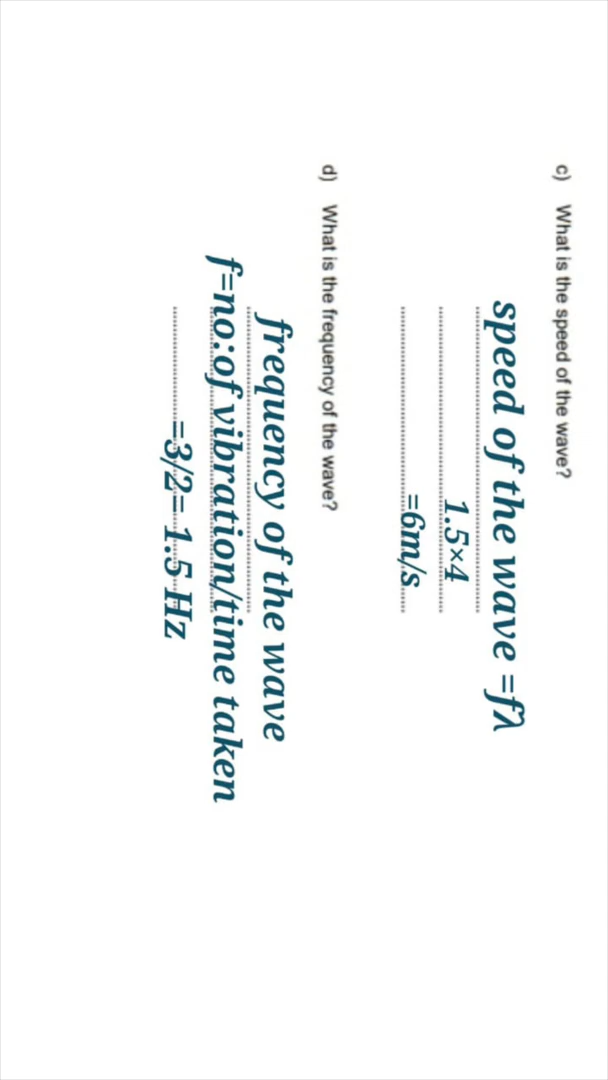 c) What is the speed of the wave?
speed of the wave =fλ
1.5×4
=6m/s
d) What is the frequency of the wave?
frequency of the wave
f=no:of vibration/time taken
=3/2= 1.5 Hz